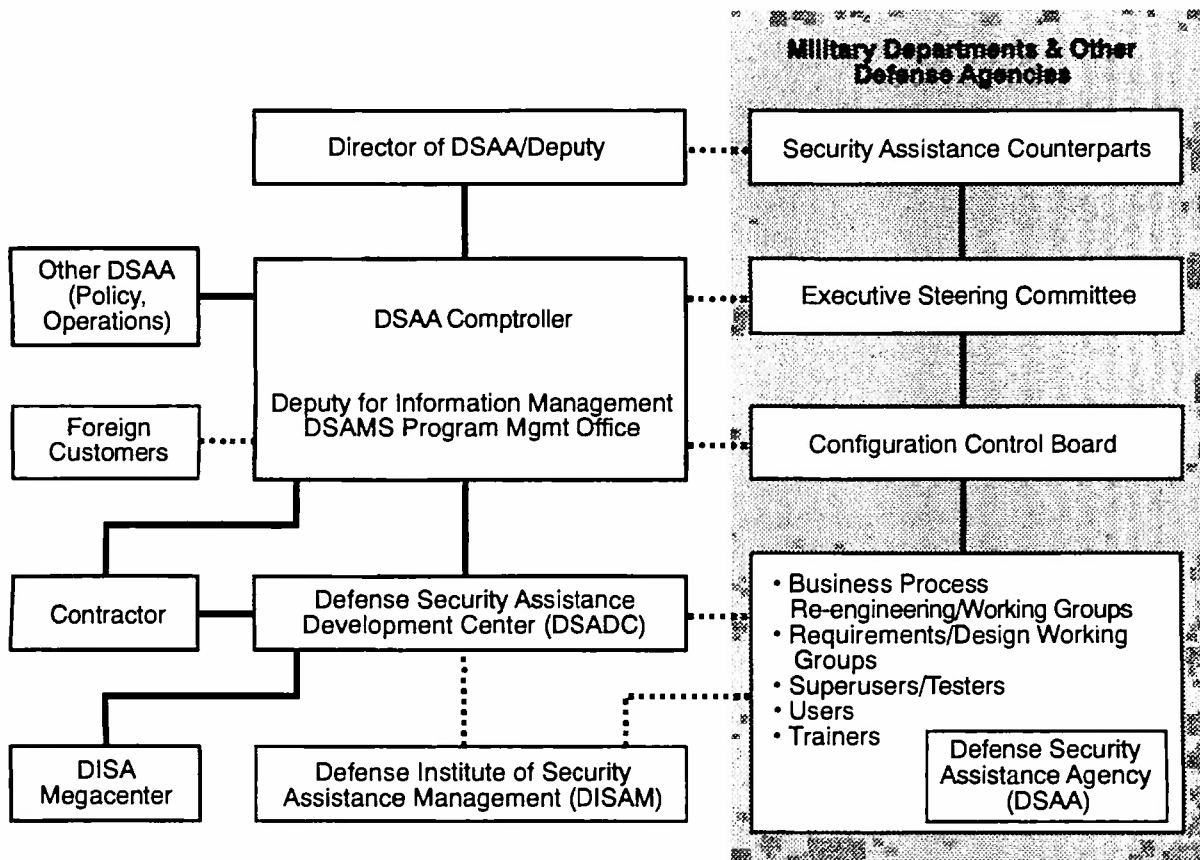 Military Departments & Other
Defense Agencies
Director of DSAA/Deputy
Security Assistance Counterparts
Other DSAA
(Policy,
Operations)
DSAA Comptroller
Executive Steering Committee
Deputy for Information Management
DSAMS Program Mgmt Office
Foreign
Customers
Configuration Control Board
Contractor
Defense Security Assistance
Development Center (DSADC)
• Business Process
Re-engineering/Working Groups
• Requirements/Design Working
Groups
• Superusers/Testers
• Users
• Trainers
DISA
Megacenter
Defense Institute of Security
Assistance Management (DISAM)
Defense Security
Assistance Agency
(DSAA)